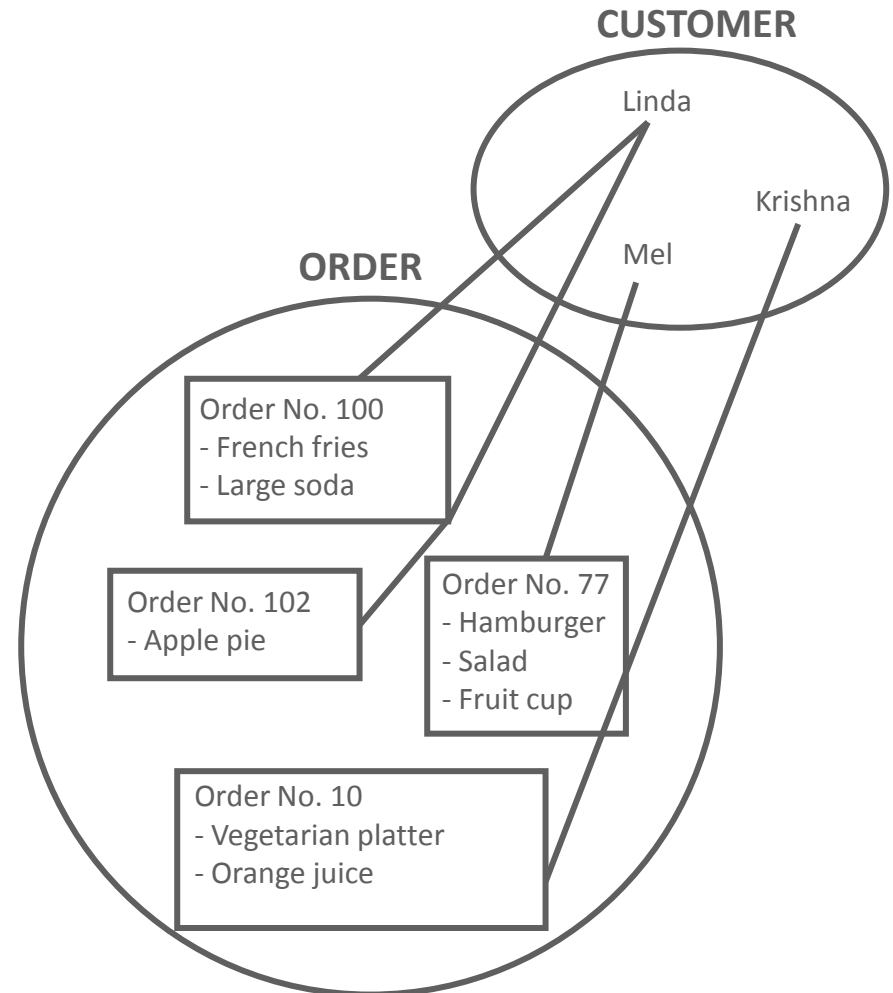 CUSTOMER
Linda
Krishna
Mel
ORDER
Order No. 100
- French fries
- Large soda
Order No. 102
- Apple pie
Order No. 77
- Hamburger
- Salad
- Fruit cup
Order No. 10
- Vegetarian platter
- Orange juice